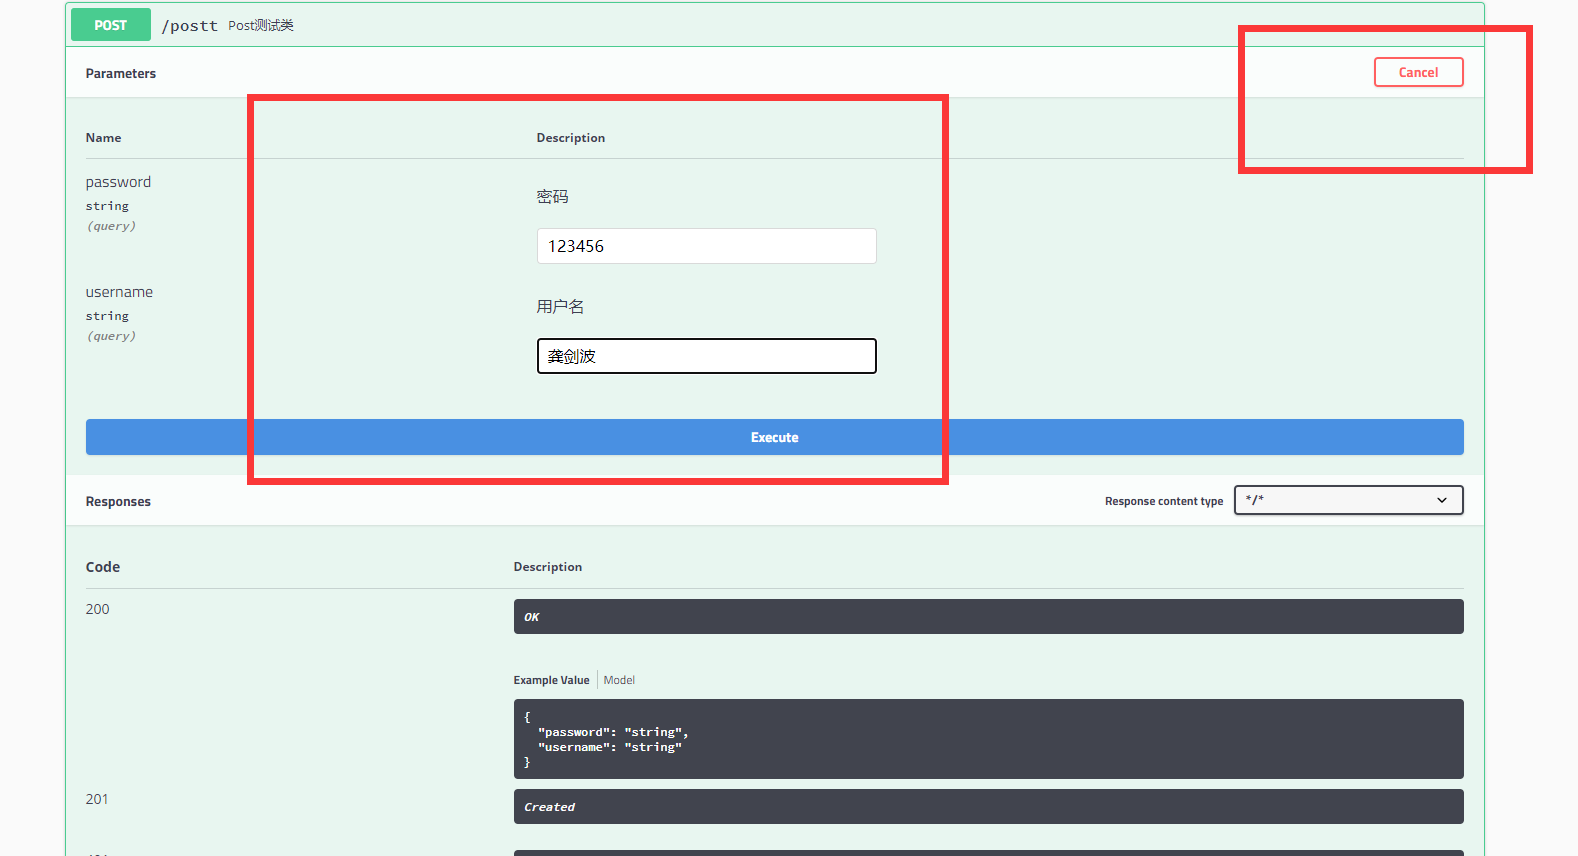 POST /postt Post测试类
Parameters Cancel
Name Description
password 密码
string
(query)
123456
username 用户名
string
(query)
龚剑波
Execute
Responses Response content type */*
Code Description
200 OK
Example Value Model
{
"password": "string",
"username": "string"
}
201 Created